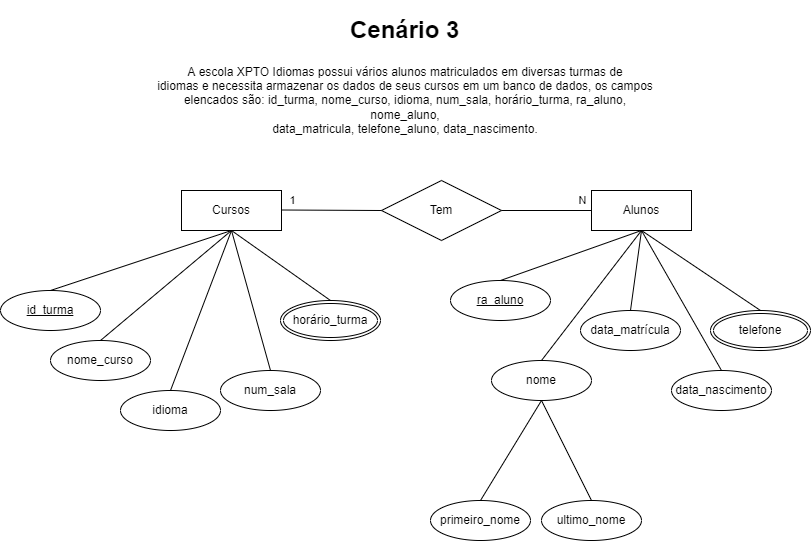 Cenário 3
A escola XPTO Idiomas possui vários alunos matriculados em diversas turmas de
idiomas e necessita armazenar os dados de seus cursos em um banco de dados, os campos
elencados são: id_turma, nome_curso, idioma, num_sala, horário_turma, ra_aluno,
nome_aluno,
data_matricula, telefone_aluno, data_nascimento.
Cursos
1
Tem
N
Alunos
id_turma
nome_curso
idioma
num_sala
horário_turma
ra_aluno
nome
data_matrícula
data_nascimento
telefone
primeiro_nome
ultimo_nome